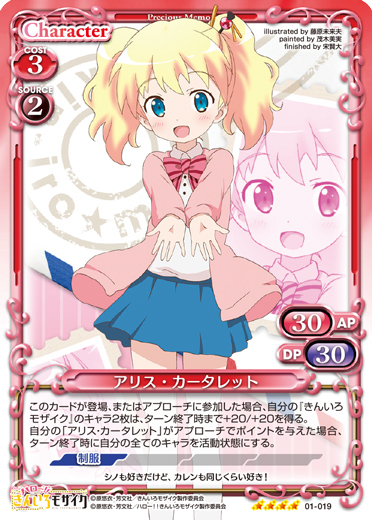 Precious Memo
Character
illustrated by 藤原未来夫
painted by 茂木美実
finished by 宋賢大
COST
3
SOURCE
2
iro★m
30 AP
DP 30
アリス・カータレット
このカードが登場、またはアプローチに参加した場合、自分の『きんいろ
モザイク』のキャラ2枚は、ターン終了時まで+20/+20を得る。
自分の「アリス・カータレット」がアプローチでポイントを与えた場合、
ターン終了時に自分の全てのキャラを活動状態にする。
制服
シノも好きだけど、カレンも同じくらい好き!
ハロー!!
きんいろモザイク
©原悠衣・芳文社/きんいろモザイク製作委員会
©原悠衣・芳文社/ハロー!!きんいろモザイク製作委員会
01-019